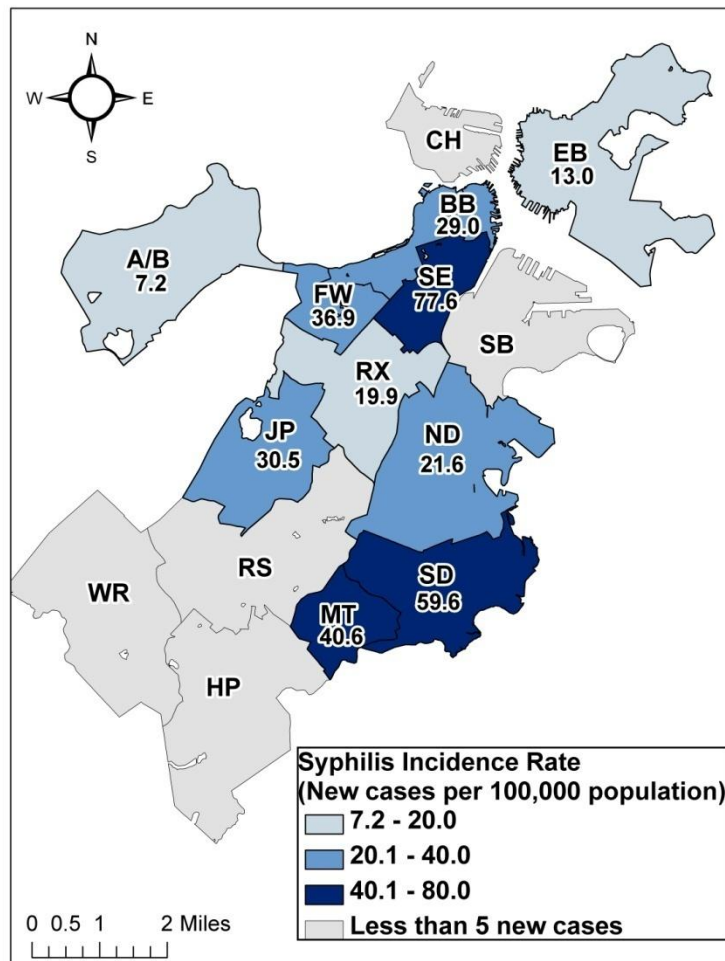 N
W E
S
CH
EB
13.0
BB
29.0
A/B
7.2
SE
77.6
FW
36.9
SB
RX
19.9
JP
30.5
ND
21.6
RS
WR
SD
59.6
MT
40.6
HP
Syphilis Incidence Rate
(New cases per 100,000 population)
7.2 - 20.0
20.1 - 40.0
40.1 - 80.0
Less than 5 new cases
0 0.5 1 2 Miles